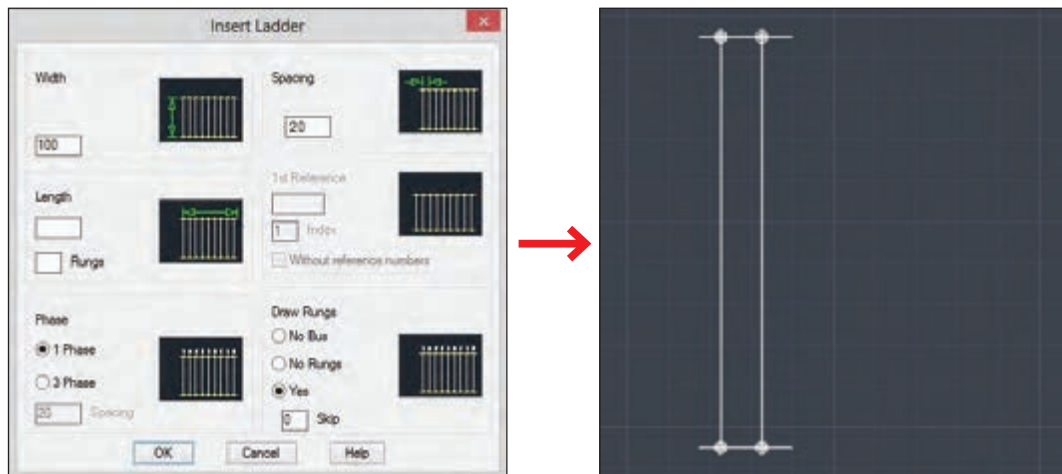 Insert Ladder
Width
100
Spacing
20
Length
Rungs
1st Reference
1 Index
Without reference numbers
Phase
1 Phase
3 Phase
20 Spacing
Draw Rungs
No Bus
No Rungs
Yes
0 Skip
OK Cancel Help